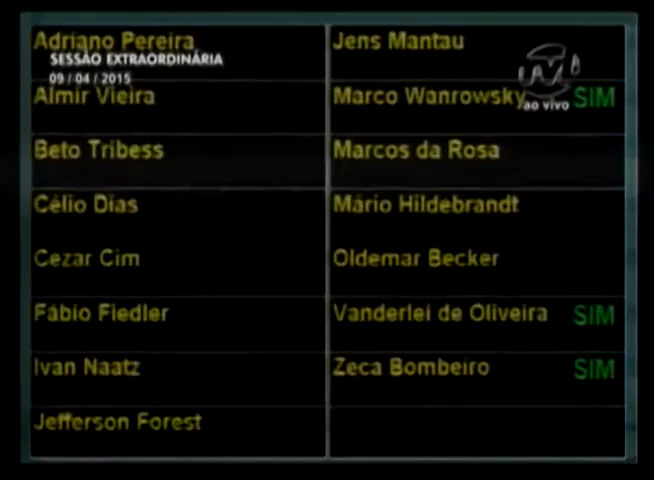 Adriano Pereira
SESSÃO EXTRAORDINÁRIA
09 / 04 / 2015
Almir Vieira
Beto Tribess
Célio Dias
Cezar Cim
Fábio Fiedler
Ivan Naatz
Jefferson Forest
Jens Mantau
Marco Wanrowsky SIM
ao vivo
Marcos da Rosa
Mário Hildebrandt
Oldemar Becker
Vanderlei de Oliveira SIM
Zeca Bombeiro SIM